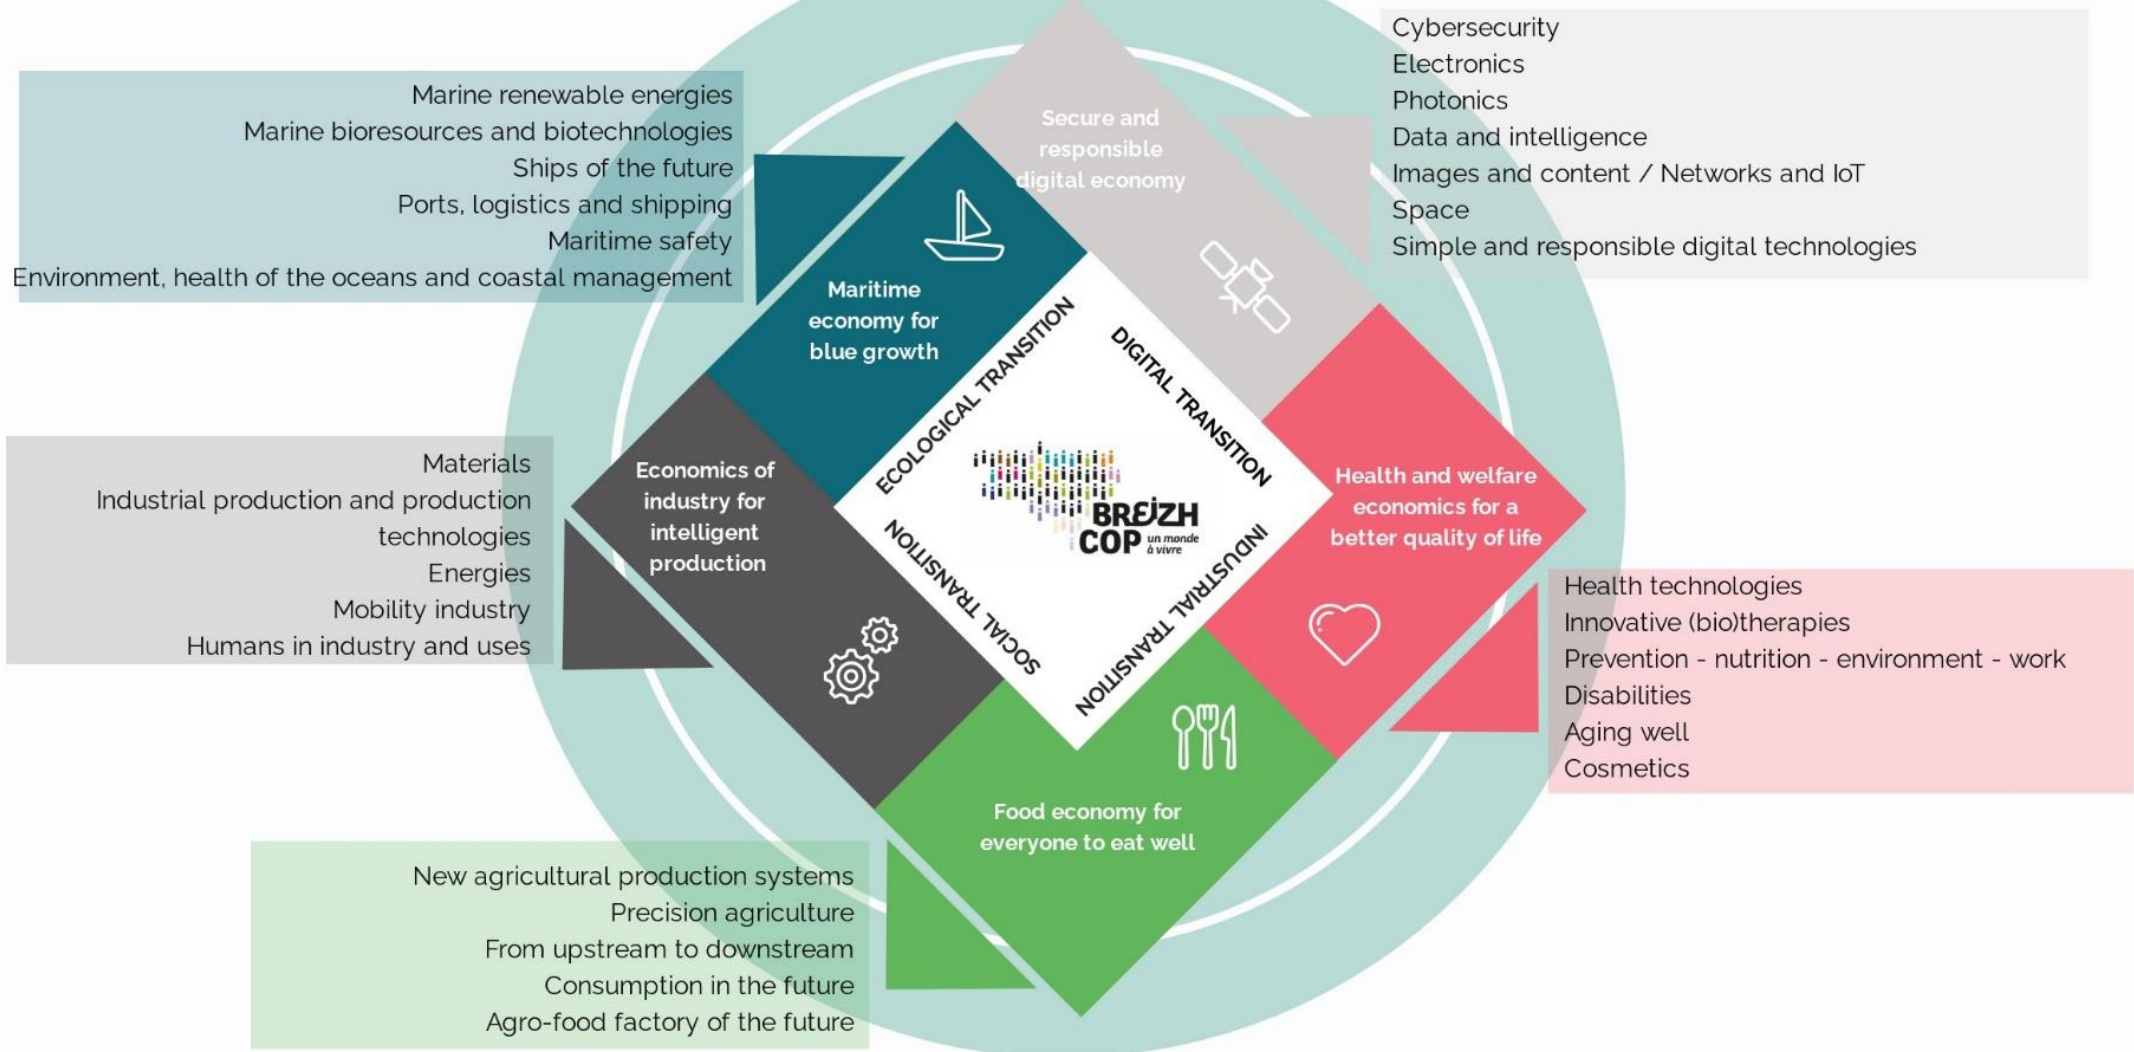 Marine renewable energies
Marine bioresources and biotechnologies
Ships of the future
Ports, logistics and shipping
Maritime safety
Environment, health of the oceans and coastal management
Cybersecurity
Electronics
Photonics
Data and intelligence
Images and content / Networks and IoT
Space
Simple and responsible digital technologies
Secure and
responsible
digital economy
Maritime
economy for
blue growth
ECOLOGICAL TRANSITION
DIGITAL TRANSITION
Materials
Industrial production and production
technologies
Energies
Mobility industry
Humans in industry and uses
Economics of
industry for
intelligent
production
BREIZH
COP un monde
à vivre
SOCIAL TRANSITION
INDUSTRIAL TRANSITION
Health and welfare
economics for a
better quality of life
Health technologies
Innovative (bio)therapies
Prevention - nutrition - environment - work
Disabilities
Aging well
Cosmetics
Food economy for
everyone to eat well
New agricultural production systems
Precision agriculture
From upstream to downstream
Consumption in the future
Agro-food factory of the future